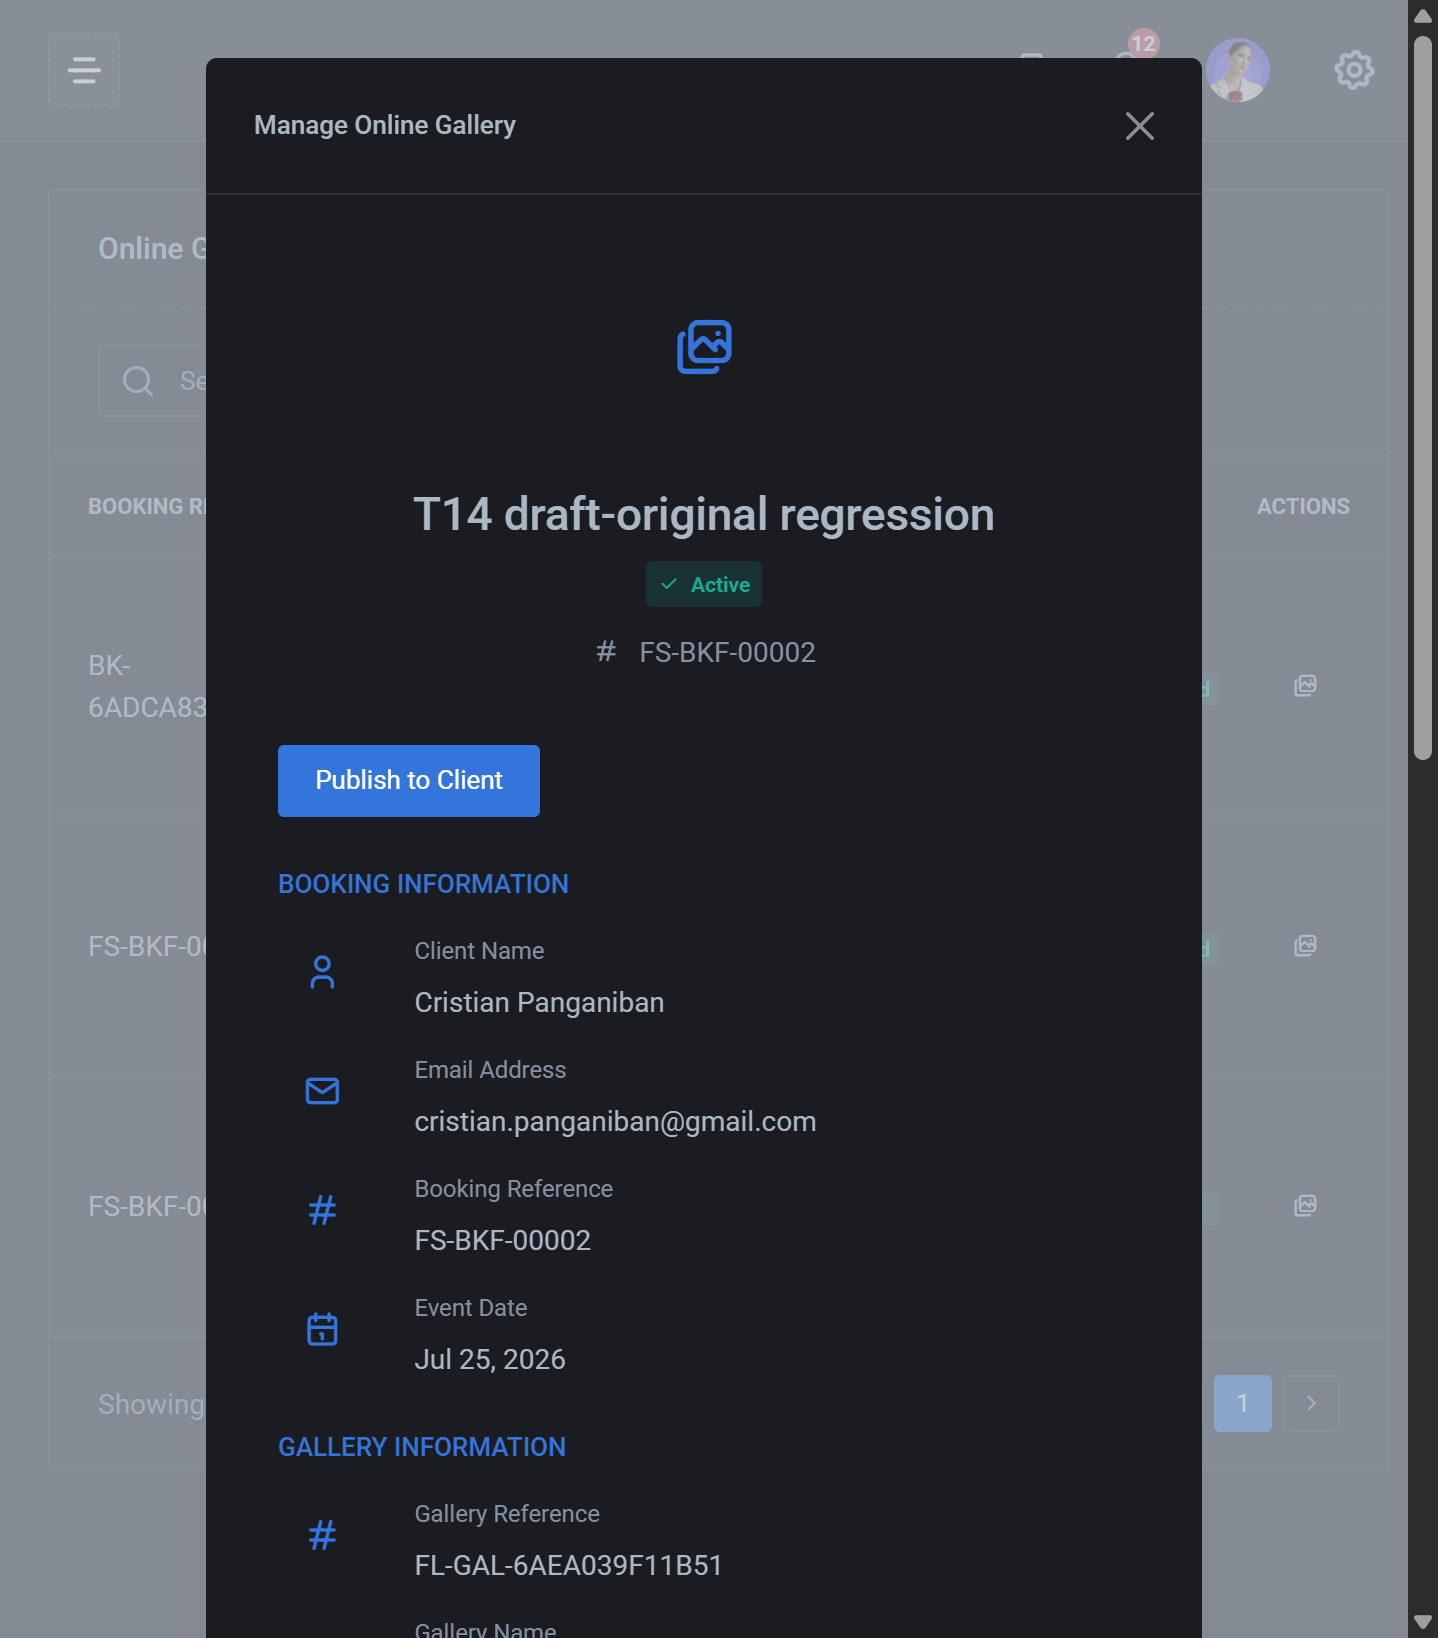 12
Manage Online Gallery
Online G
Se
BOOKING RE
ACTIONS
T14 draft-original regression
Active
# FS-BKF-00002
BK-
6ADCA83
d
Publish to Client
BOOKING INFORMATION
Client Name
FS-BKF-00
d
Cristian Panganiban
Email Address
cristian.panganiban@gmail.com
Booking Reference
FS-BKF-00
FS-BKF-00002
Event Date
Jul 25, 2026
Showing
1
GALLERY INFORMATION
Gallery Reference
FL-GAL-6AEA039F11B51
Gallery Name